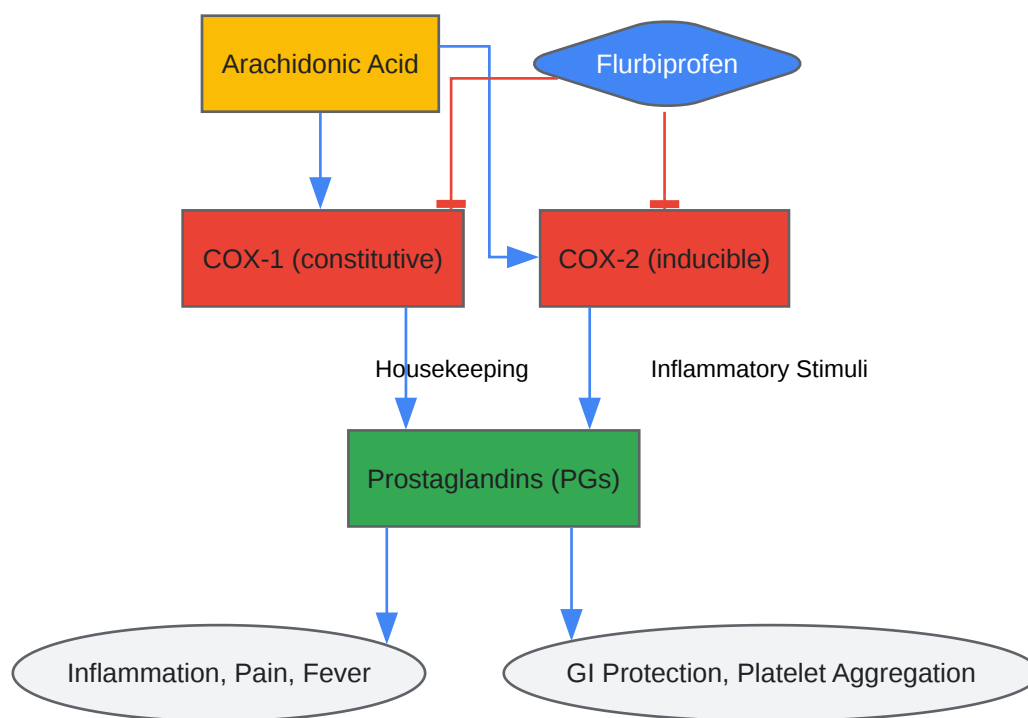 Arachidonic Acid
Flurbiprofen
COX-1 (constitutive)
COX-2 (inducible)
Housekeeping
Inflammatory Stimuli
Prostaglandins (PGs)
Inflammation, Pain, Fever
GI Protection, Platelet Aggregation